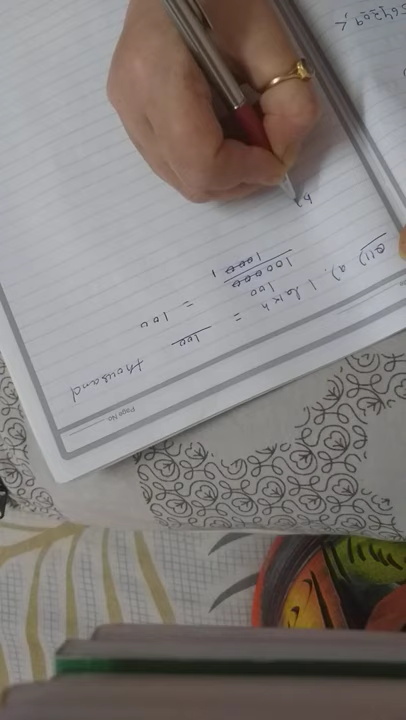 Page No.
Q11) a) 1 lakh = 100 thousand
100
100000 = 100
1000 1
b)